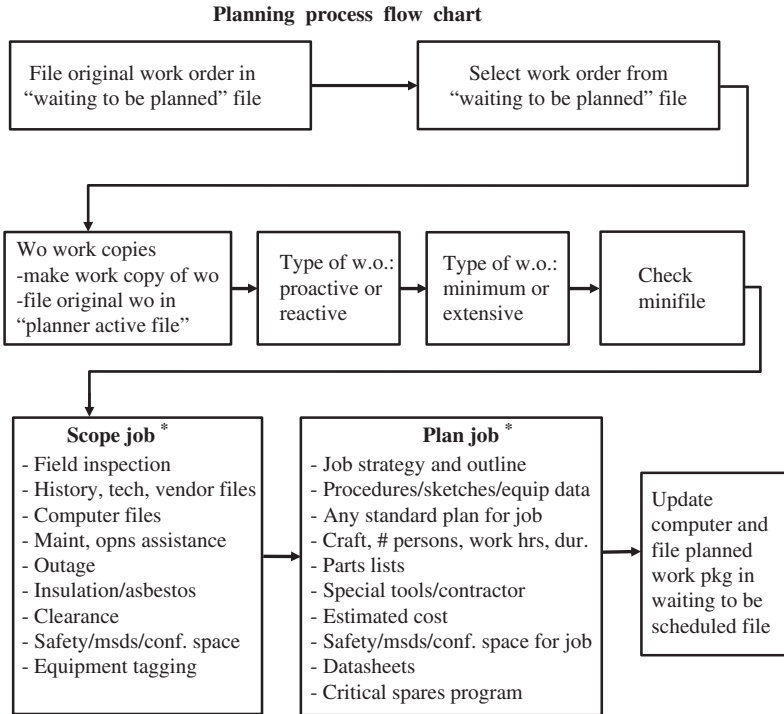 Planning process flow chart
File original work order in
“waiting to be planned” file
Select work order from
“waiting to be planned” file
Wo work copies
-make work copy of wo
-file original wo in
“planner active file”
Type of w.o.:
proactive or
reactive
Type of w.o.:
minimum or
extensive
Check
minifile
Scope job *
- Field inspection
- History, tech, vendor files
- Computer files
- Maint, opns assistance
- Outage
- Insulation/asbestos
- Clearance
- Safety/msds/conf. space
- Equipment tagging
Plan job *
- Job strategy and outline
- Procedures/sketches/equip data
- Any standard plan for job
- Craft, # persons, work hrs, dur.
- Parts lists
- Special tools/contractor
- Estimated cost
- Safety/msds/conf. space for job
- Datasheets
- Critical spares program
Update
computer and
file planned
work pkg in
waiting to be
scheduled file